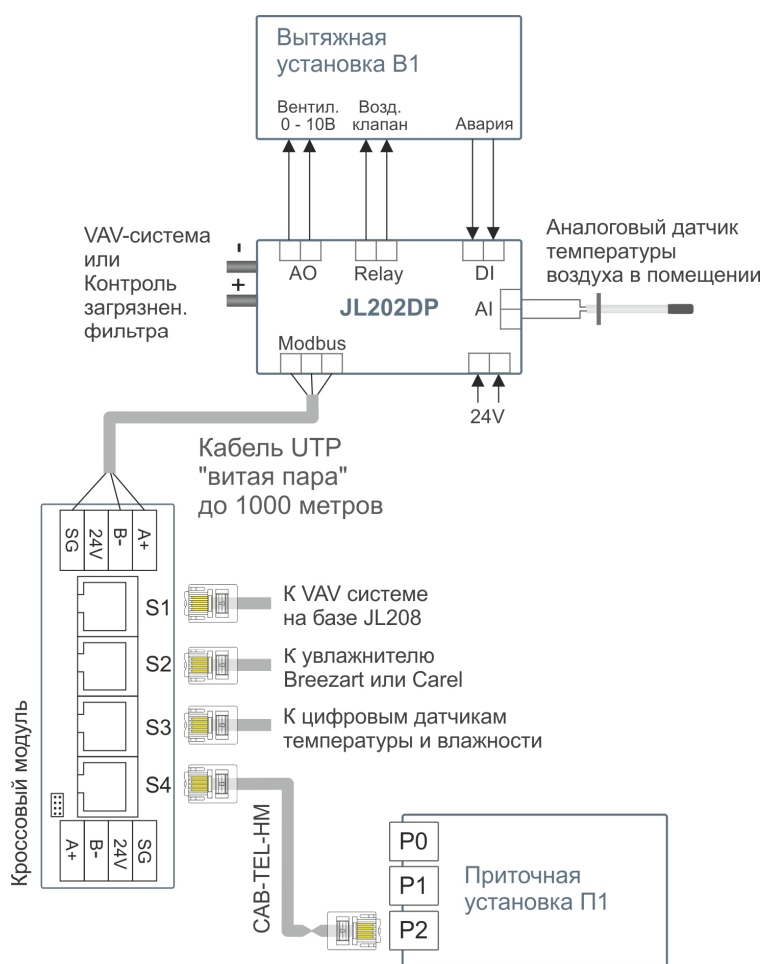 Вытяжная
установка В1
Вентил.
0 - 10В
Возд.
клапан
Авария
VAV-система
или
Контроль
загрязнен.
фильтра
-
+
AO
Relay
DI
JL202DP
AI
Modbus
24V
Аналоговый датчик
температуры
воздуха в помещении
Кабель UTP
"витая пара"
до 1000 метров
SG
24V
B-
A+
S1
К VAV системе
на базе JL208
S2
К увлажнителю
Breezart или Carel
S3
К цифровым датчикам
температуры и влажности
S4
Кроссовый модуль
A+
B-
24V
SG
CAB-TEL-HM
P0
P1
P2
Приточная
установка П1